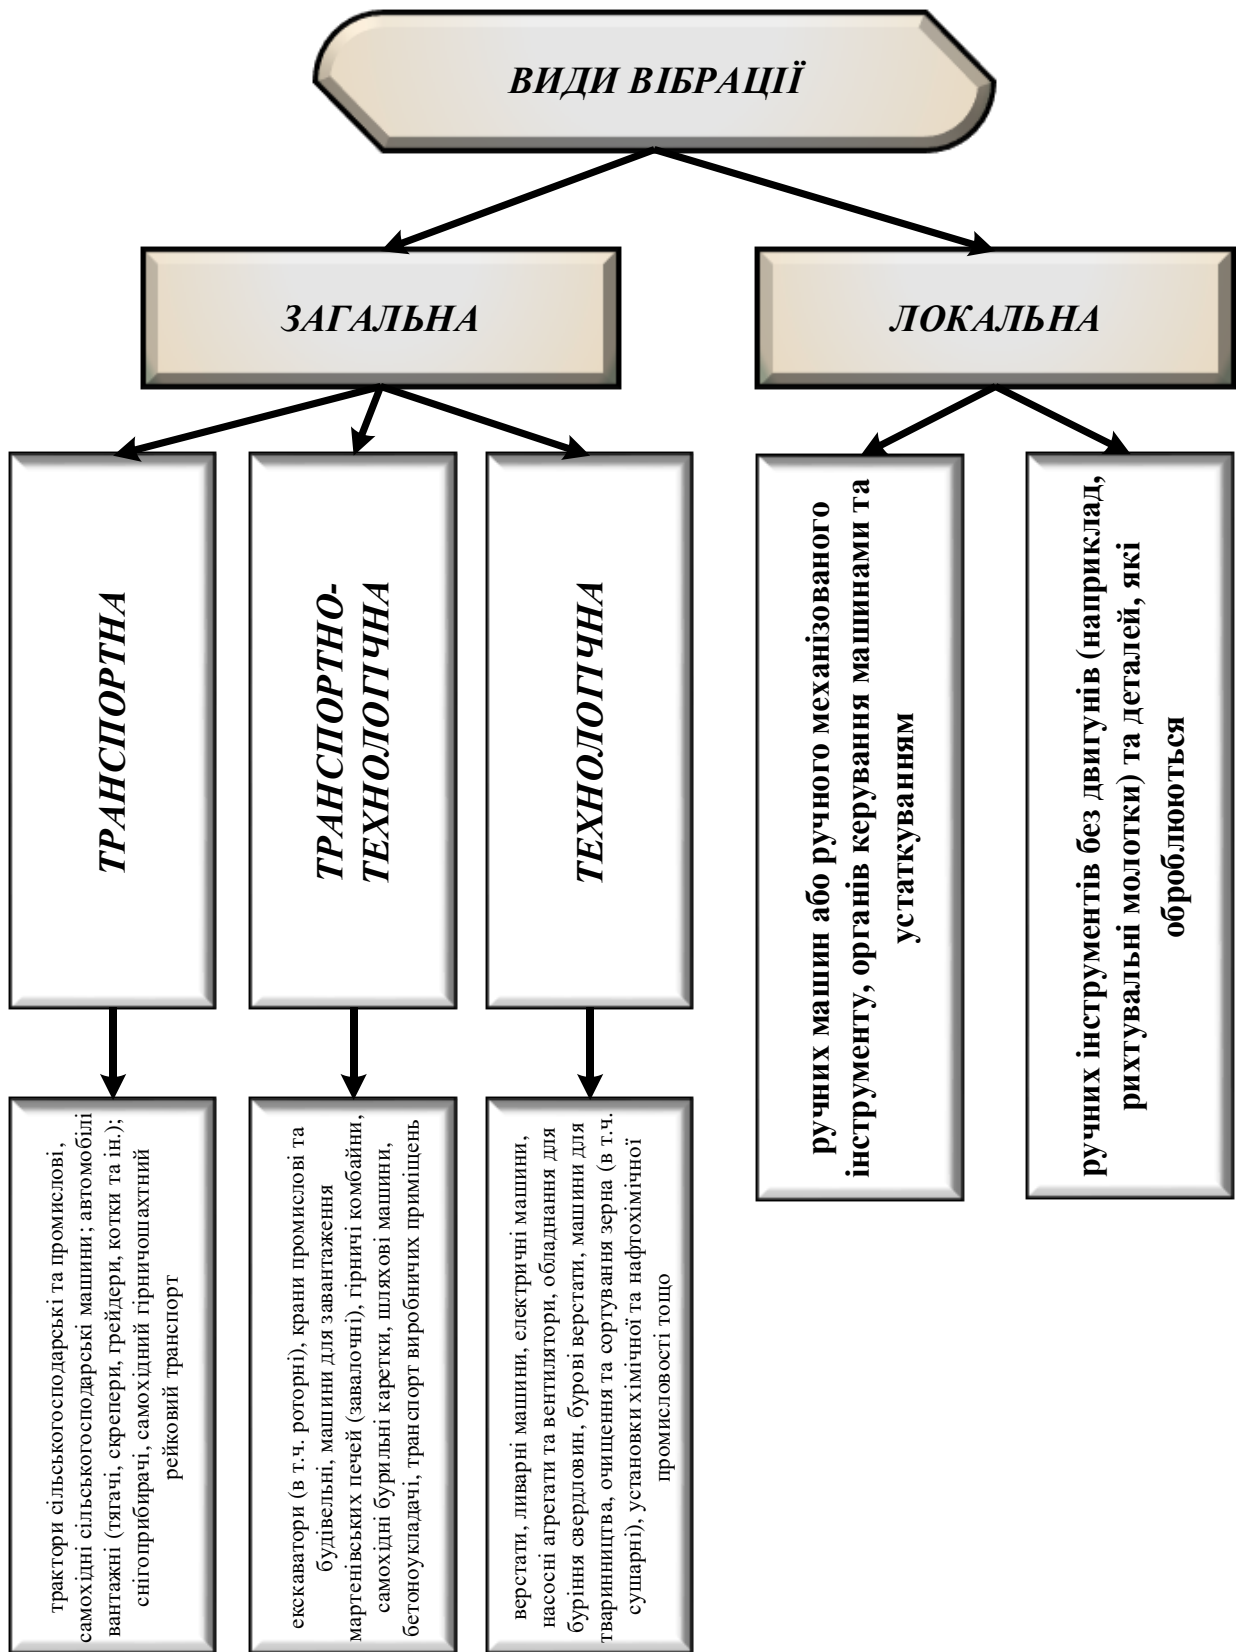 ВИДИ ВІБРАЦІЇ
ЗАГАЛЬНА
ЛОКАЛЬНА
ТРАНСПОРТНА
ТРАНСПОРТНО-
ТЕХНОЛОГІЧНА
ТЕХНОЛОГІЧНА
ручних машин або ручного механізованого
інструменту, органів керування машинами та
устаткуванням
ручних інструментів без двигунів (наприклад,
рихтувальні молотки) та деталей, які
оброблюються
трактори сільськогосподарські та промислові,
самохідні сільськогосподарські машини; автомобілі
вантажні (тягачі, скрепери, грейдери, котки та ін.);
снігоприбирачі, самохідний гірничошахтний
рейковий транспорт
екскаватори (в т.ч. роторні), крани промислові та
будівельні, машини для завантаження
мартенівських печей (завалочні), гірничі комбайни,
самохідні бурильні каретки, шляхові машини,
бетоноукладачі, транспорт виробничих приміщень
верстати, ливарні машини, електричні машини,
насосні агрегати та вентилятори, обладнання для
буріння свердловин, бурові верстати, машини для
тваринництва, очищення та сортування зерна (в т.ч.
сушарні), установки хімічної та нафтохімічної
промисловості тощо